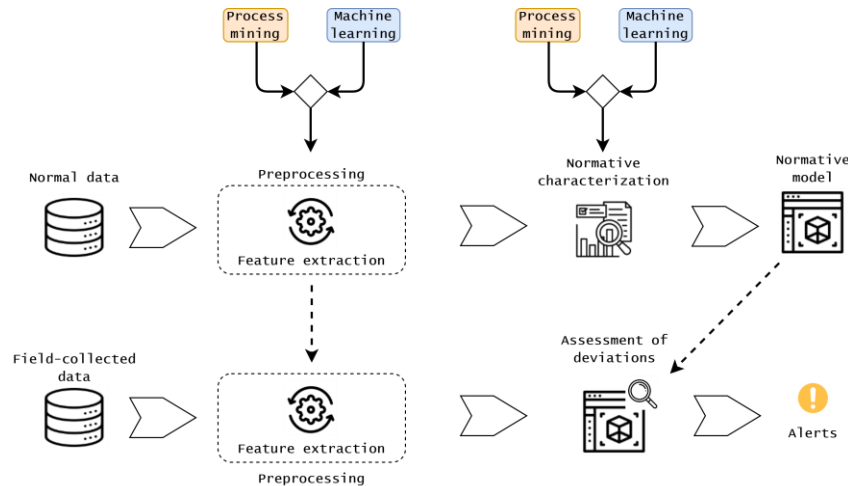 Process
mining
Machine
learning
Process
mining
Machine
learning
Normal data
Preprocessing
Feature extraction
Normative
characterization
Normative
model
Field-collected
data
Feature extraction
Preprocessing
Assessment of
deviations
Alerts